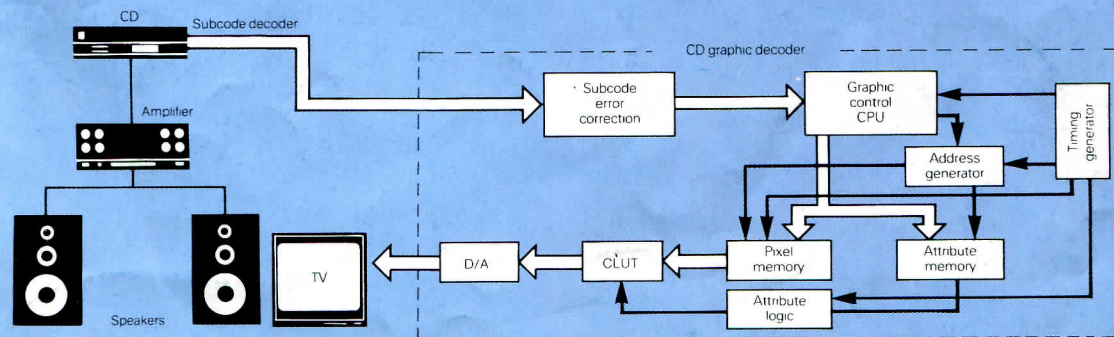 CD
Subcode decoder
CD graphic decoder
Subcode
error
correction
Graphic
control
CPU
Timing
generator
Amplifier
Address
generator
TV
D/A
CLUT
Pixel
memory
Attribute
memory
Attribute
logic
Speakers